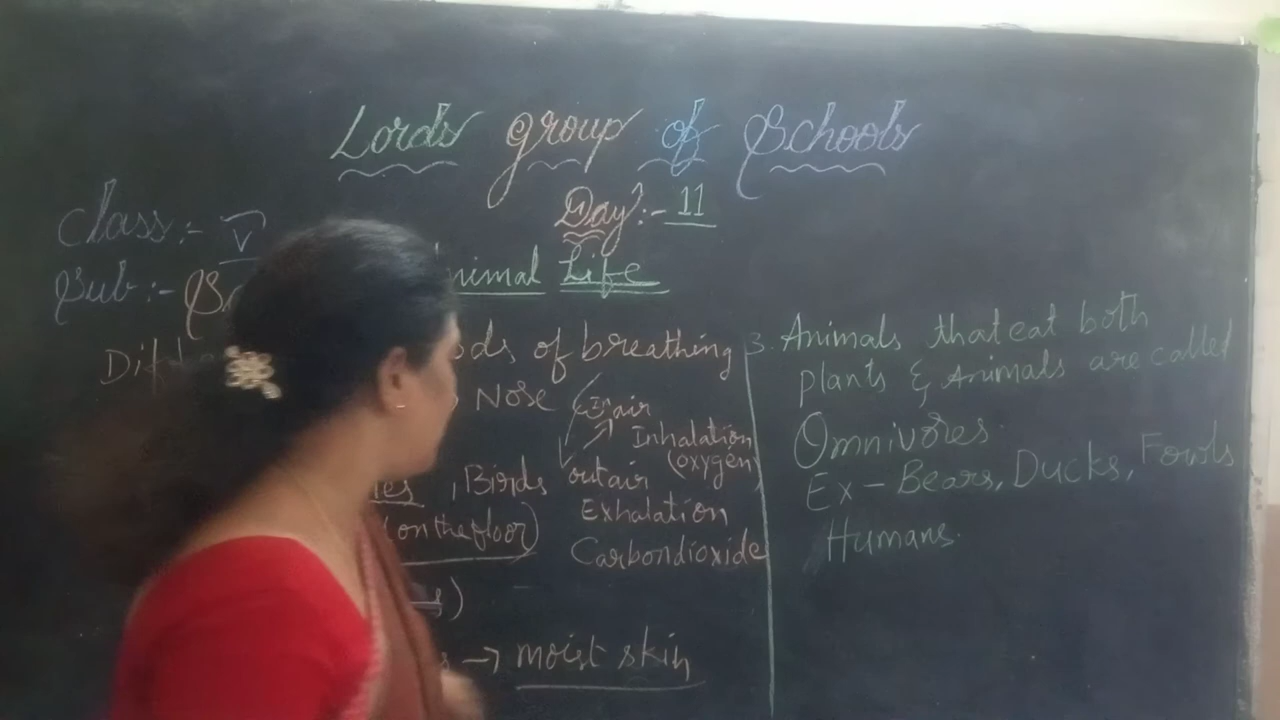 Lords group of Schools
Day:- 11
Class:- V
Sub:-
Life
of breathing
Nose
In air
Inhalation
(oxygen)
, Birds out air
(on the floor) Exhalation
Carbondioxide
→ moist skin
3. Animals that eat both
plants & Animals are called
Omnivores.
Ex - Bears, Ducks, Fowls
Humans.